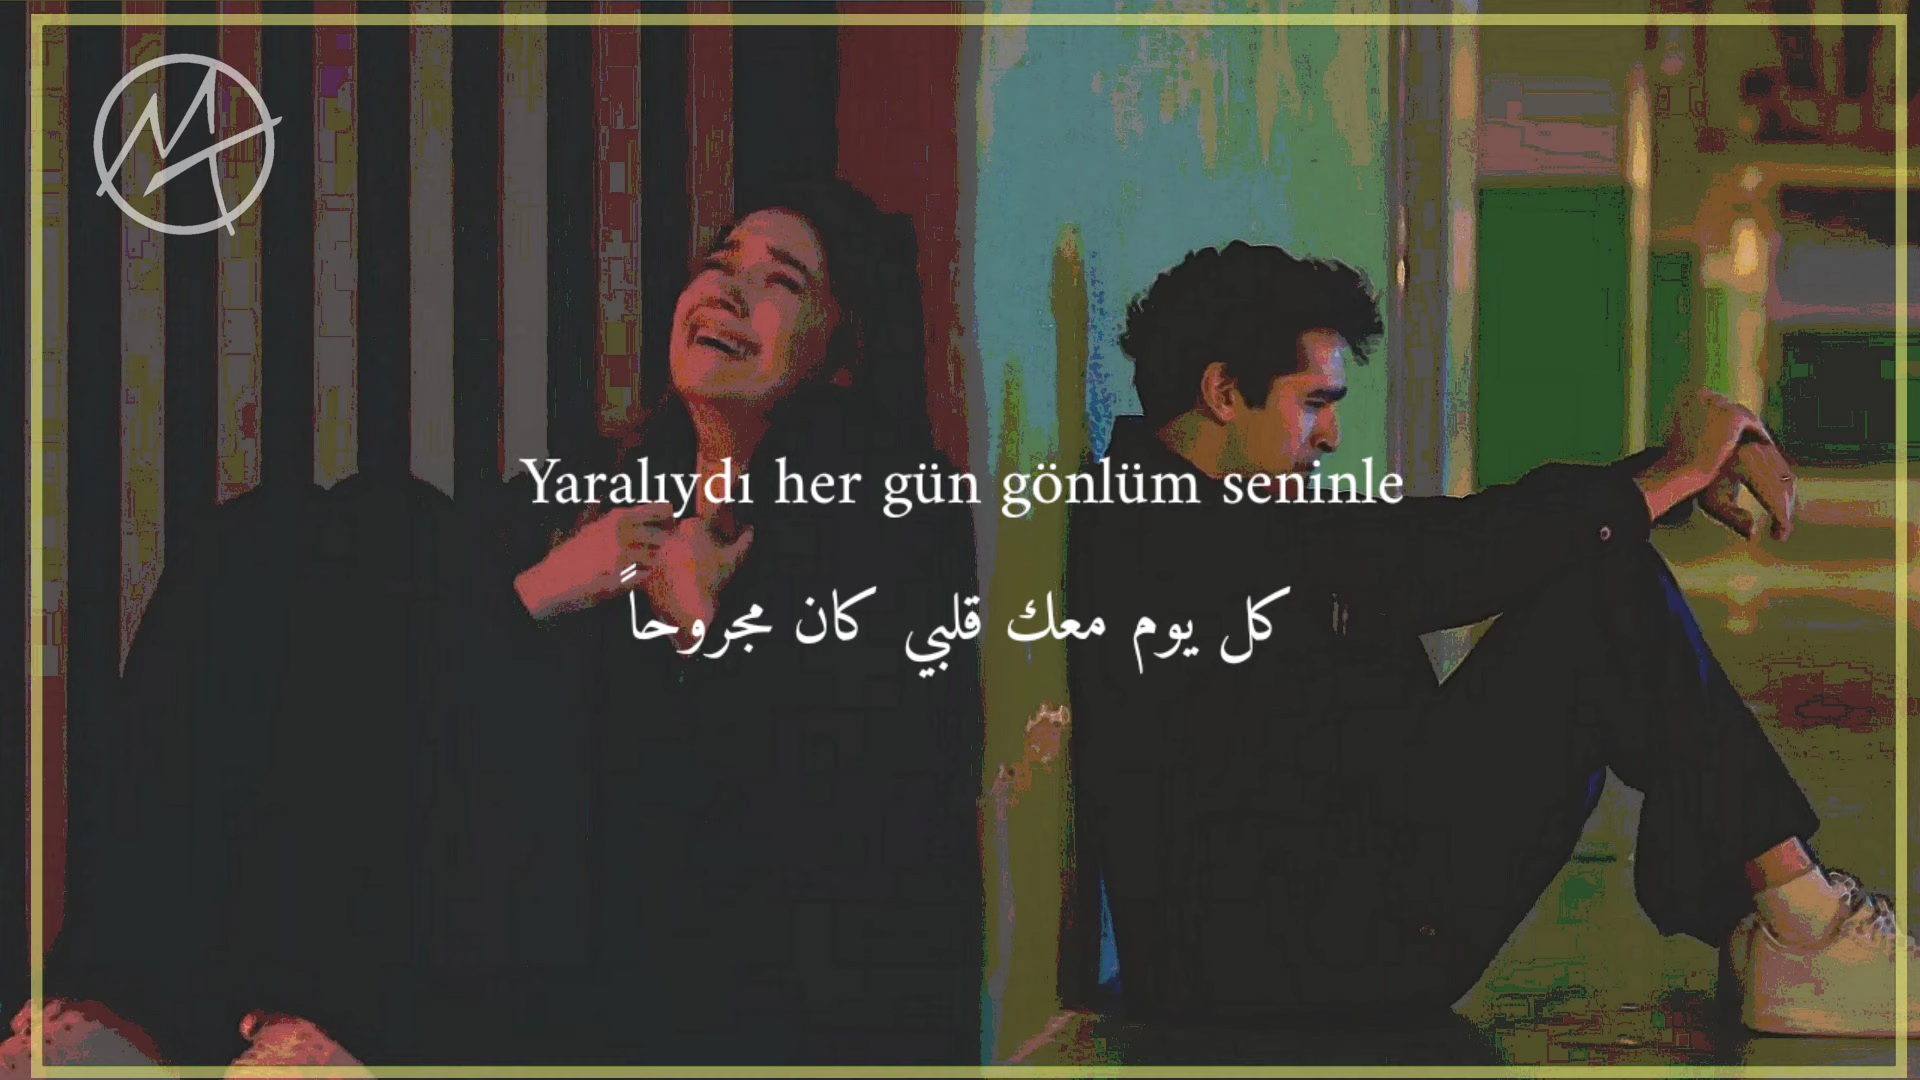 Yaralıydı her gün gönlüm seninle
كل يوم معك قلبي كان مجروحاً